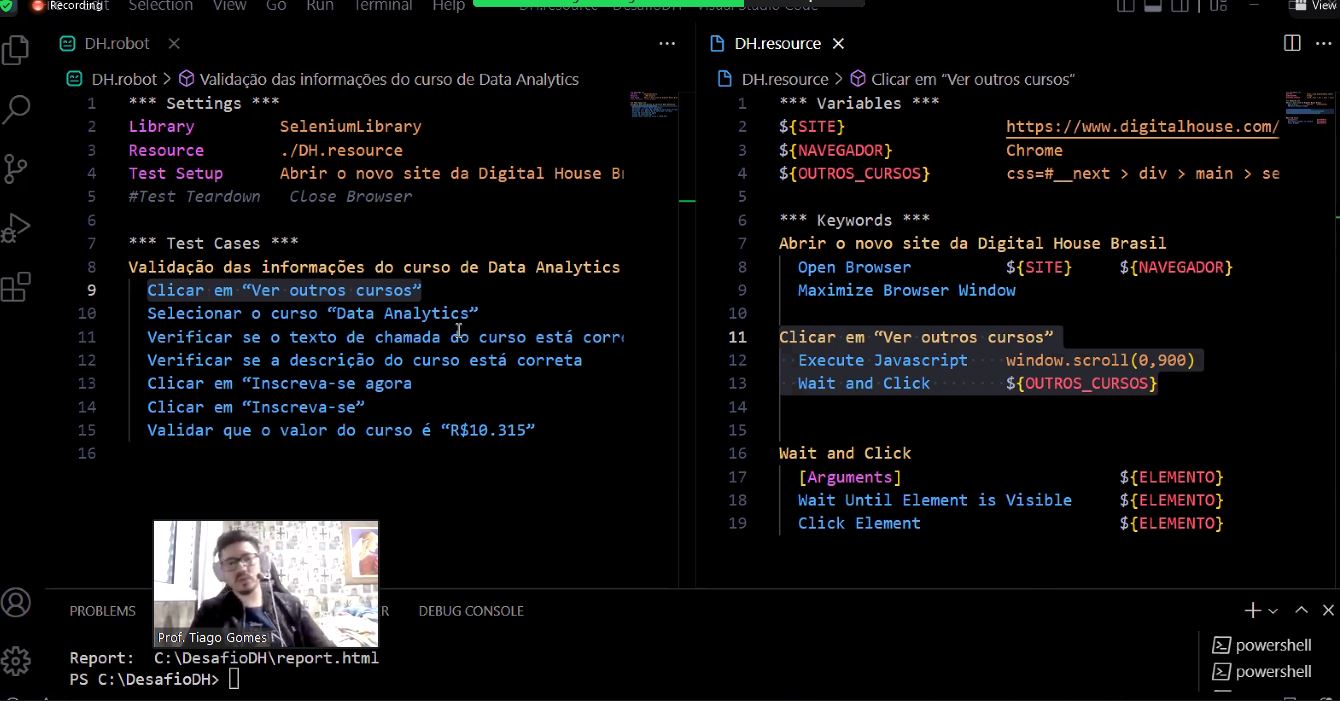 Recording
Selection View Go Run Terminal Help
View
DH.robot
DH.robot > Validação das informações do curso de Data Analytics
1 *** Settings ***
2 Library SeleniumLibrary
3 Resource ./DH.resource
4 Test Setup Abrir o novo site da Digital House
5 #Test Teardown Close Browser
6
7 *** Test Cases ***
8 Validação das informações do curso de Data Analytics
9 Clicar em “Ver outros cursos”
10 Selecionar o curso “Data Analytics”
11 Verificar se o texto de chamada do curso está
12 Verificar se a descrição do curso está correta
13 Clicar em “Inscreva-se agora
14 Clicar em “Inscreva-se”
15 Validar que o valor do curso é “R$10.315”
16
DH.resource
DH.resource > Clicar em “Ver outros cursos”
1 *** Variables ***
2 ${SITE} https://www.digitalhouse.com/
3 ${NAVEGADOR} Chrome
4 ${OUTROS_CURSOS} css=#__next > div > main > se
5
6 *** Keywords ***
7 Abrir o novo site da Digital House Brasil
8 Open Browser ${SITE} ${NAVEGADOR}
9 Maximize Browser Window
10
11 Clicar em “Ver outros cursos”
12 Execute Javascript window.scroll(0,900)
13 Wait and Click ${OUTROS_CURSOS}
14
15
16 Wait and Click
17 [Arguments] ${ELEMENTO}
18 Wait Until Element is Visible ${ELEMENTO}
19 Click Element ${ELEMENTO}
PROBLEMS DEBUG CONSOLE
Prof. Tiago Gomes
Report: C:\DesafioDH\report.html
PS C:\DesafioDH>
powershell
powershell